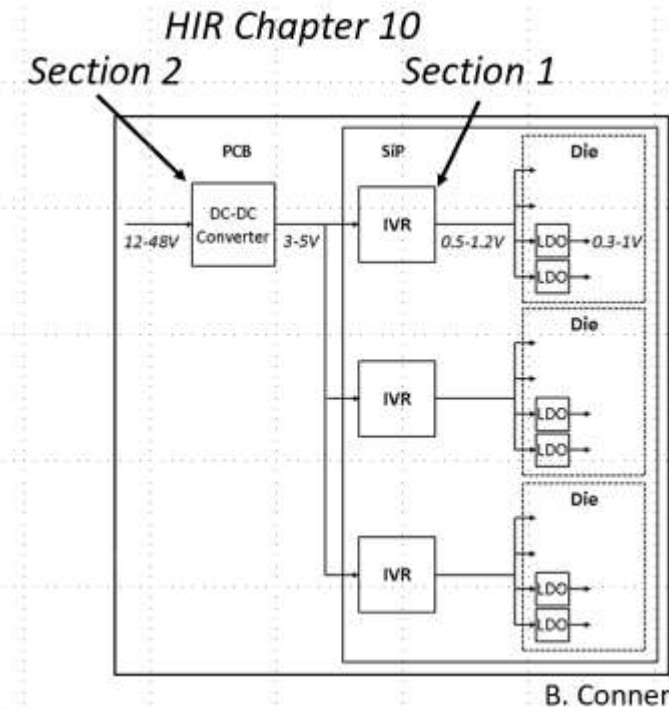 HIR Chapter 10
Section 2
Section 1
PCB
SiP
Die
DC-DC
Converter
IVR
12-48V
3-5V
0.5-1.2V
LDO
0.3-1V
LDO
Die
IVR
LDO
LDO
Die
IVR
LDO
LDO
B. Conner